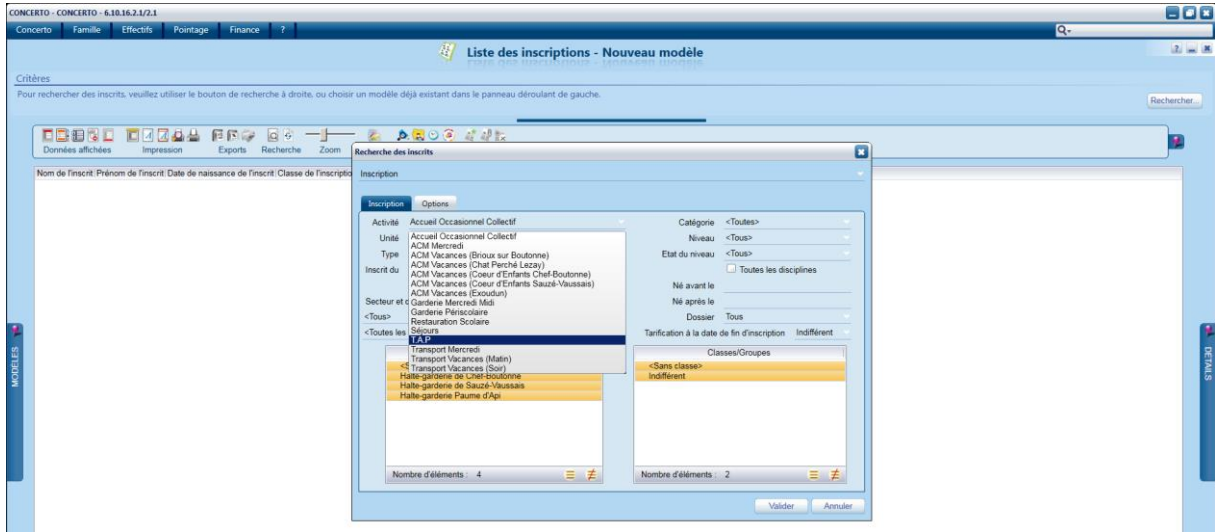 CONCERTO - CONCERTO - 6.10.16.2.1/2.1
Concerto Famille Effectifs Pointage Finance ?
Liste des inscriptions - Nouveau modèle
Critères
Pour rechercher des inscrits, veuillez utiliser le bouton de recherche à droite, ou choisir un modèle déjà existant dans le panneau déroulant de gauche.
Rechercher...
Données affichées Impression Exports Recherche Zoom
Nom de l'inscrit Prénom de l'inscrit Date de naissance de l'inscrit Classe de l'inscriptio
MODÈLES
DETAILS
Recherche des inscrits
Inscription
Inscription Options
Activité Accueil Occasionnel Collectif
Unité
Type
Inscrit du
Secteur et c
<Tous>
<Toutes les
Accueil Occasionnel Collectif
ACM Mercredi
ACM Vacances (Brioux sur Boutonne)
ACM Vacances (Chat Perché Lezay)
ACM Vacances (Coeur d'Enfants Chef-Boutonne)
ACM Vacances (Coeur d'Enfants Sauzé-Vaussais)
ACM Vacances (Exoudun)
Garderie Mercredi Midi
Garderie Périscolaire
Restauration Scolaire
Séjours
T.A.P
Transport Mercredi
Transport Vacances (Matin)
Transport Vacances (Soir)
<S
Halte-garderie de Chef-Boutonne
Halte-garderie de Sauzé-Vaussais
Halte-garderie Paume d'Api
Nombre d'éléments : 4
Catégorie <Toutes>
Niveau <Tous>
Etat du niveau <Tous>
Toutes les disciplines
Né avant le
Né après le
Dossier Tous
Tarification à la date de fin d'inscription Indifférent
Classes/Groupes
<Sans classe>
Indifférent
Nombre d'éléments : 2
Valider Annuler